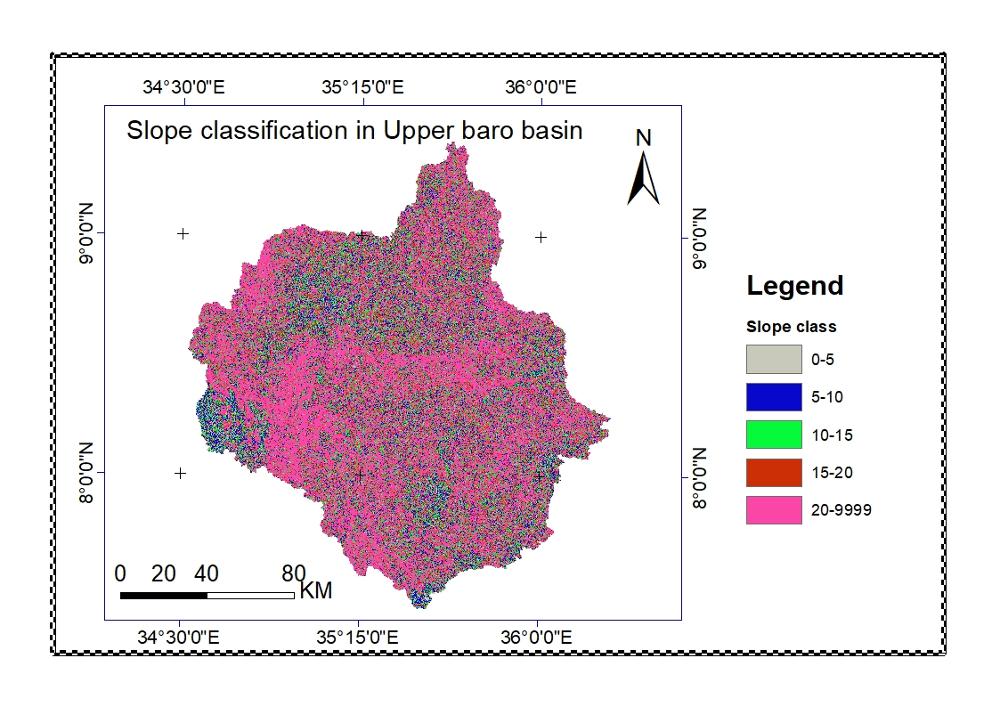 34°30'0"E 35°15'0"E 36°0'0"E
Slope classification in Upper baro basin
N
9°0'0"N 9°0'0"N
Legend
Slope class
0-5
5-10
10-15
15-20
20-9999
8°0'0"N 8°0'0"N
0 20 40 80
KM
34°30'0"E 35°15'0"E 36°0'0"E